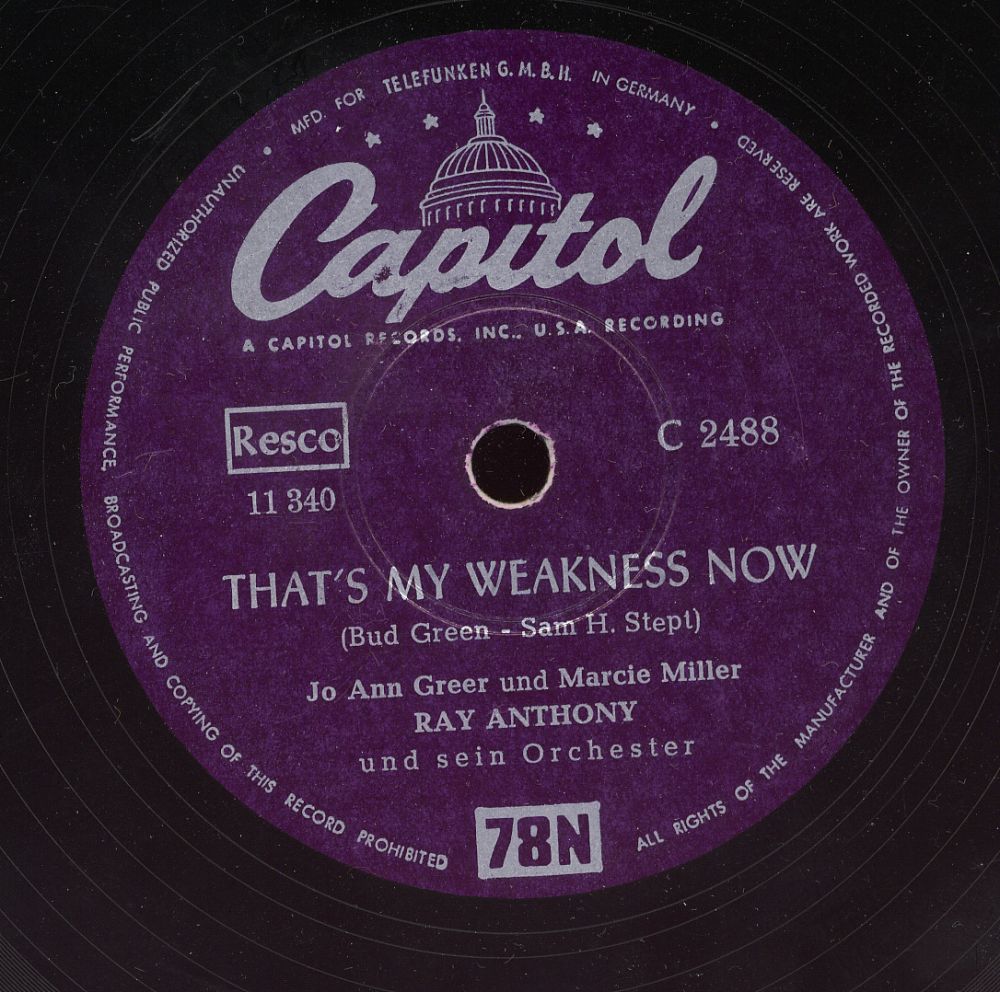 MFD. FOR TELEFUNKEN G.M.B.H. IN GERMANY
Capitol
A CAPITOL RECORDS, INC., U.S.A. RECORDING
Resco
C 2488
11 340
THAT'S MY WEAKNESS NOW
(Bud Green - Sam H. Stept)
Jo Ann Greer und Marcie Miller
RAY ANTHONY
und sein Orchester
78N
UNAUTHORIZED PUBLIC PERFORMANCE, BROADCASTING AND COPYING OF THIS RECORD PROHIBITED
ALL RIGHTS OF THE MANUFACTURER AND OF THE OWNER OF THE RECORDED WORK ARE RESERVED